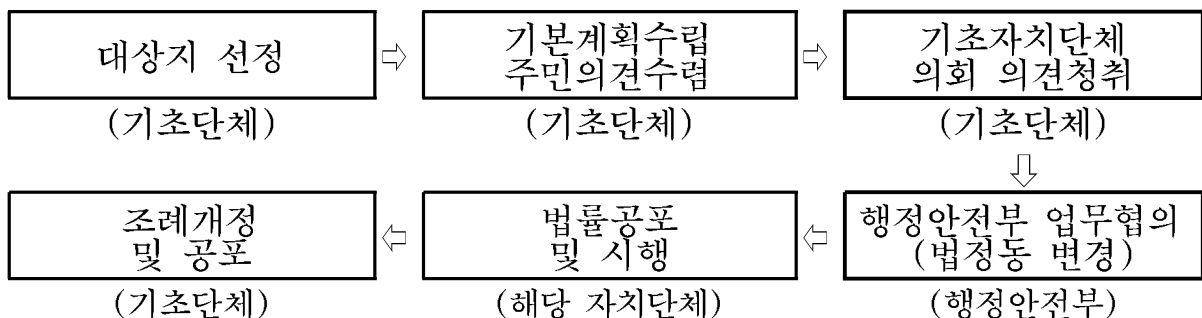 대상지 선정
(기초단체)
기본계획수립
주민의견수렴
(기초단체)
기초자치단체
의회 의견청취
(기초단체)
행정안전부 업무협의
(법정동 변경)
(행정안전부)
법률공포
및 시행
(해당 자치단체)
조례개정
및 공포
(기초단체)